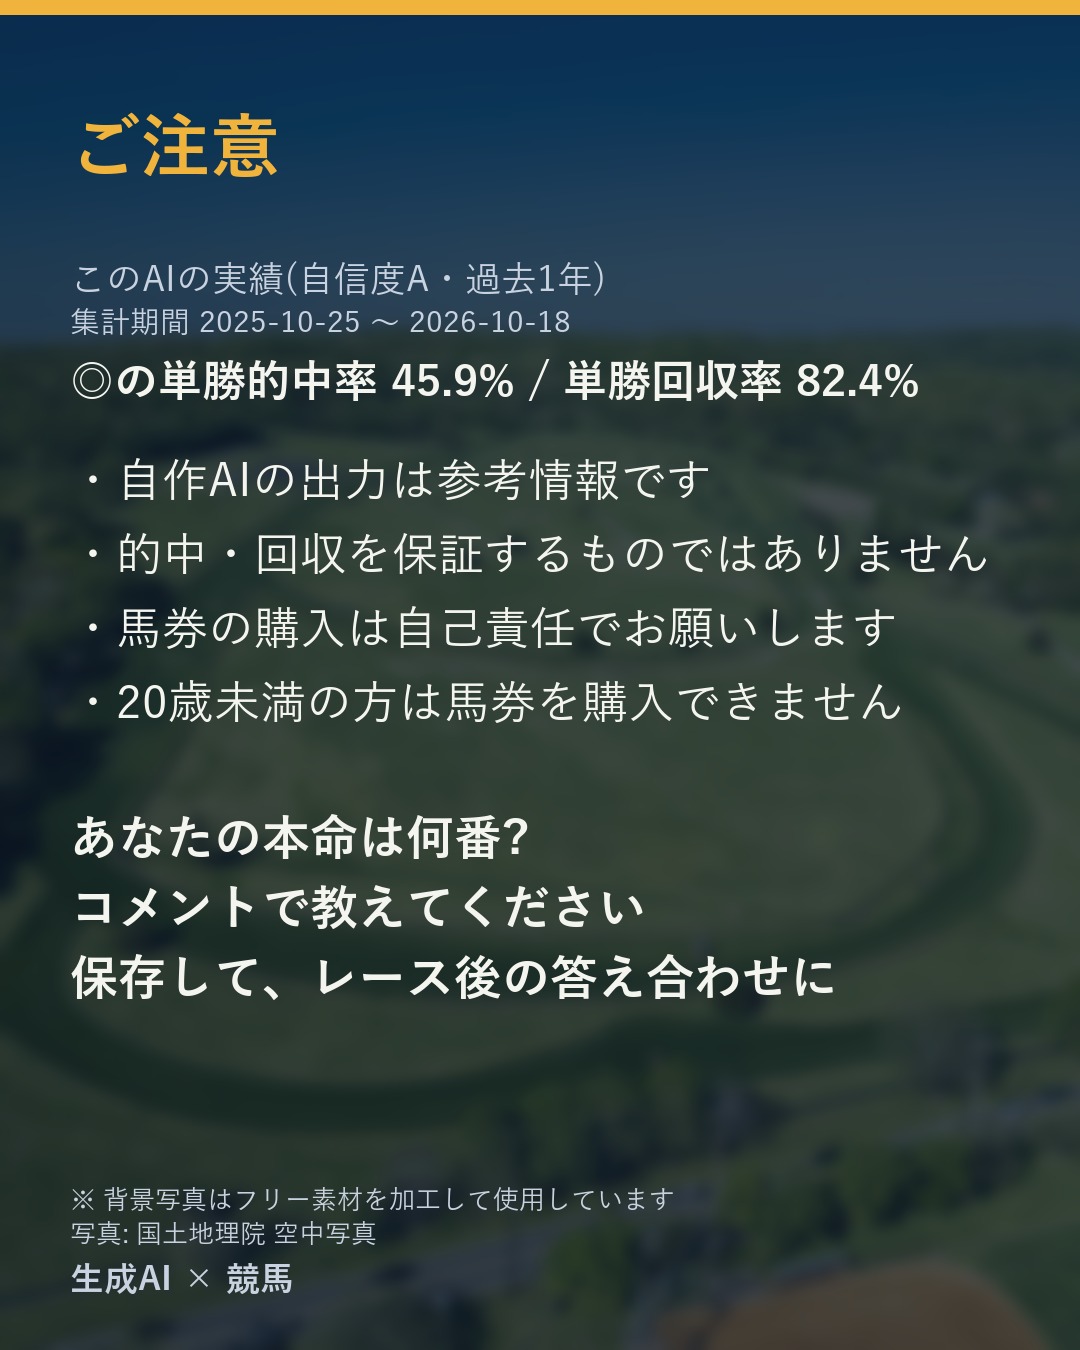 ご注意
このAIの実績(自信度A・過去1年)
集計期間 2025-10-25 〜 2026-10-18
◎の単勝的中率 45.9% / 単勝回収率 82.4%
・自作AIの出力は参考情報です
・的中・回収を保証するものではありません
・馬券の購入は自己責任でお願いします
・20歳未満の方は馬券を購入できません
あなたの本命は何番?
コメントで教えてください
保存して、レース後の答え合わせに
※ 背景写真はフリー素材を加工して使用しています
写真: 国土地理院 空中写真
生成AI × 競馬